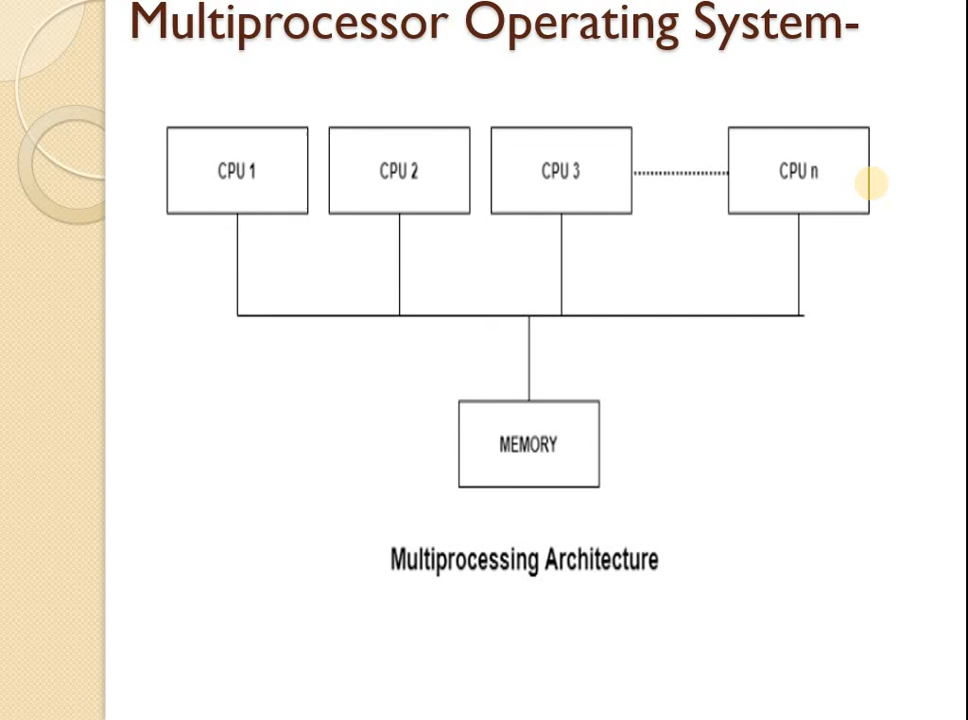 Multiprocessor Operating System-
CPU 1 CPU 2 CPU 3 CPU n
MEMORY
Multiprocessing Architecture